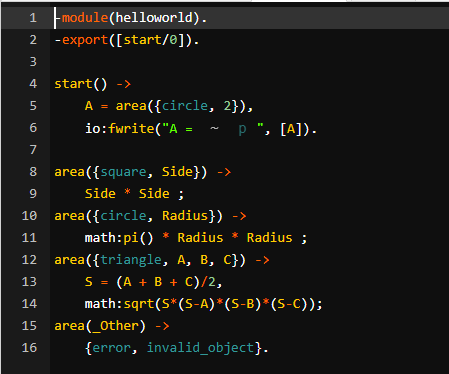 1 -module(helloworld).
2 -export([start/0]).
3
4 start() ->
5     A = area({circle, 2}),
6     io:fwrite("A =  ~  p ", [A]).
7
8 area({square, Side}) ->
9     Side * Side ;
10 area({circle, Radius}) ->
11     math:pi() * Radius * Radius ;
12 area({triangle, A, B, C}) ->
13     S = (A + B + C)/2,
14     math:sqrt(S*(S-A)*(S-B)*(S-C));
15 area(_Other) ->
16     {error, invalid_object}.